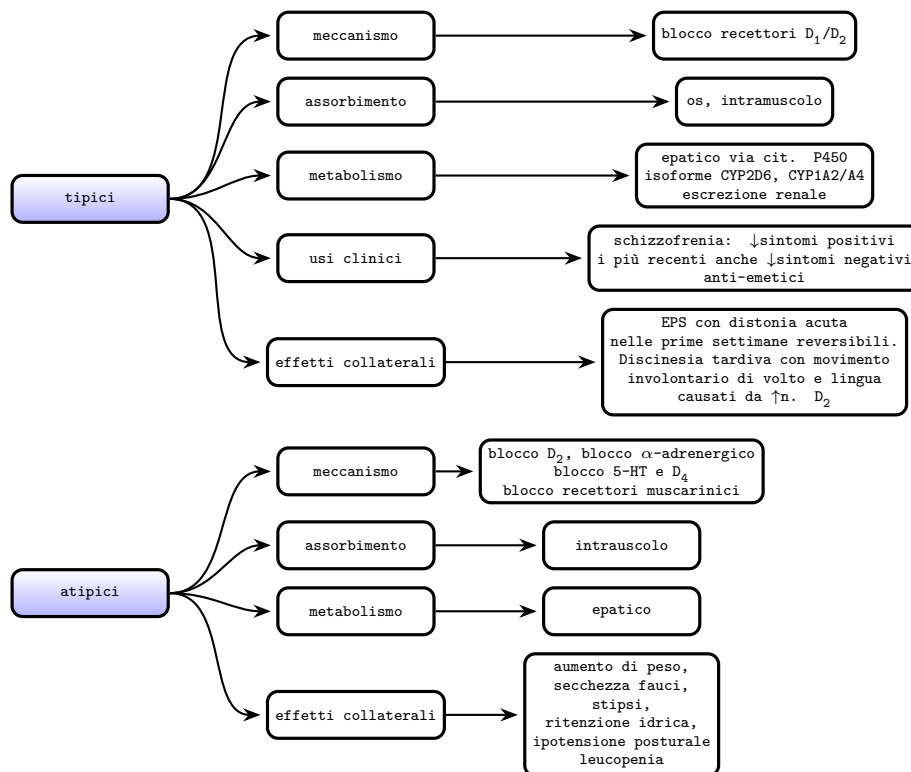 tipici
meccanismo
blocco recettori D₁/D₂
assorbimento
os, intramuscolo
metabolismo
epatico via cit. P450
isoforme CYP2D6, CYP1A2/A4
escrezione renale
usi clinici
schizzofrenia: ↓sintomi positivi
i più recenti anche ↓sintomi negativi
anti-emetici
effetti collaterali
EPS con distonia acuta
nelle prime settimane reversibili.
Discinesia tardiva con movimento
involontario di volto e lingua
causati da ↑n. D₂
atipici
meccanismo
blocco D₂, blocco α-adrenergico
blocco 5-HT e D₄
blocco recettori muscarinici
assorbimento
intrauscolo
metabolismo
epatico
effetti collaterali
aumento di peso,
secchezza fauci,
stipsi,
ritenzione idrica,
ipotensione posturale
leucopenia